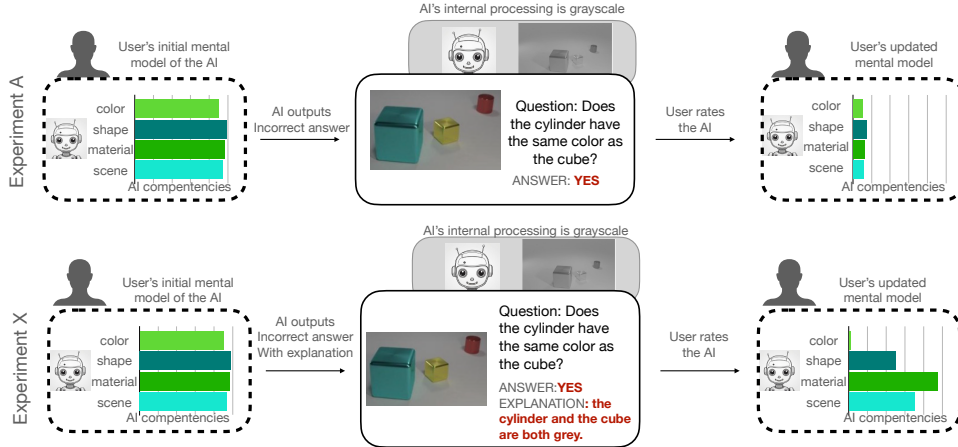 AI's internal processing is grayscale
Experiment A
User's initial mental
model of the AI
color
shape
material
scene
AI compentencies
AI outputs
Incorrect answer
Question: Does
the cylinder have
the same color as
the cube?
ANSWER: YES
User rates
the AI
User's updated
mental model
color
shape
material
scene
AI compentencies
AI's internal processing is grayscale
Experiment X
User's initial mental
model of the AI
color
shape
material
scene
AI compentencies
AI outputs
Incorrect answer
With explanation
Question: Does
the cylinder have
the same color as
the cube?
ANSWER:YES
EXPLANATION: the
cylinder and the cube
are both grey.
User rates
the AI
User's updated
mental model
color
shape
material
scene
AI compentencies